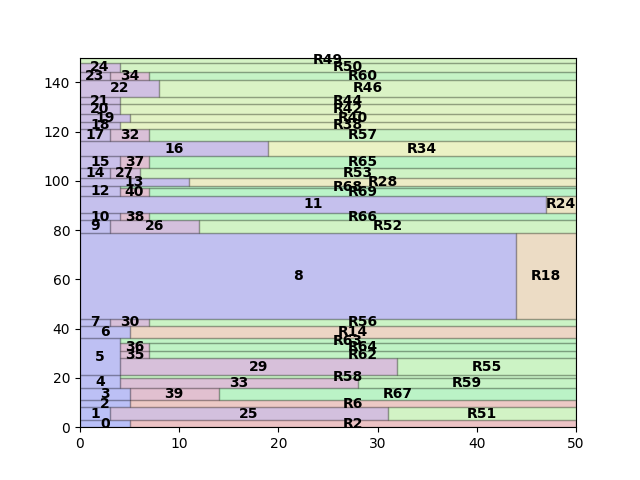 R49
24 R50
23 34 R60
140
22 R46
21 R44
20 R42
19 R40
120
18 R38
17 32 R57
16 R34
15 37 R65
14 27 R53
100
13 R28
R68
12 40 R69
11 R24
10 38 R66
80
9 26 R52
8 R18
60
7 30 R56
40
6 R14
R63
36 R64
5 35 R62
29 R55
R58
20
4 33 R59
3 39 R67
2 R6
1 25 R51
0 R2
0
0 10 20 30 40 50